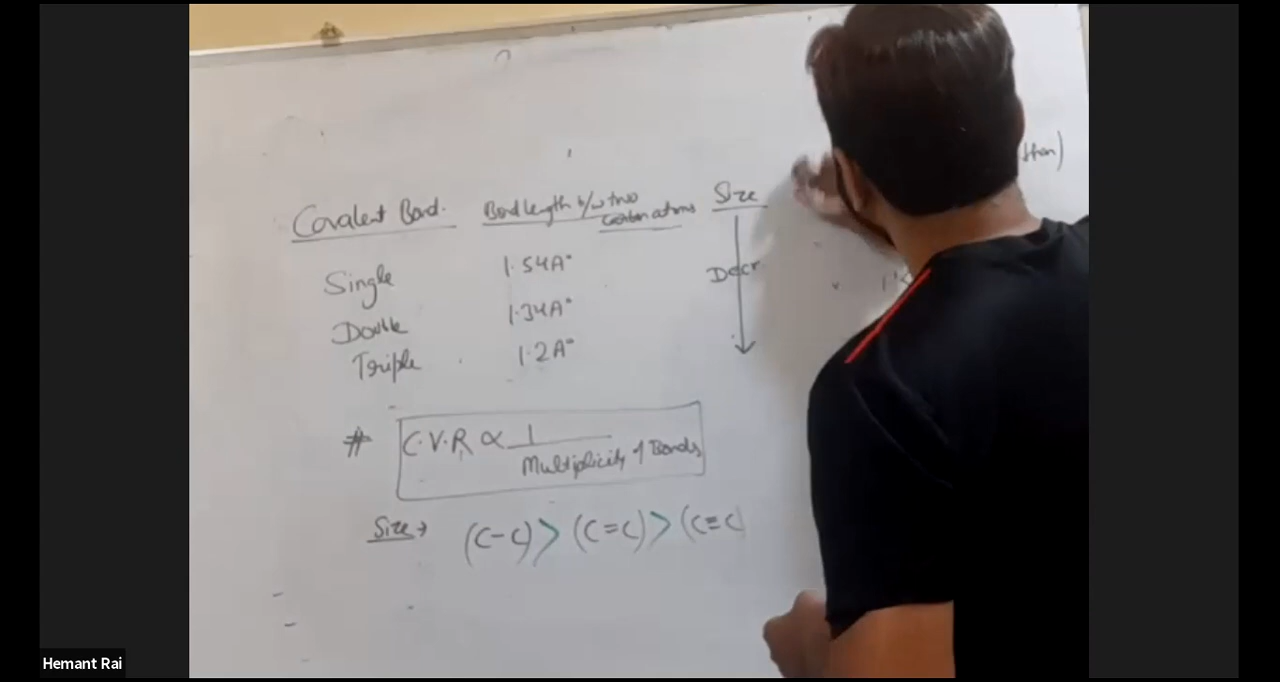 Covalent Bond. Bond length b/w two Carbon atoms Size
Single 1.54A°
Double 1.34A° Decr.
Triple 1.2A°
# C.V.R ∝ 1
Multiplicity of Bonds
Size → (C-C) > (C=C) > (C≡C)
Hemant Rai